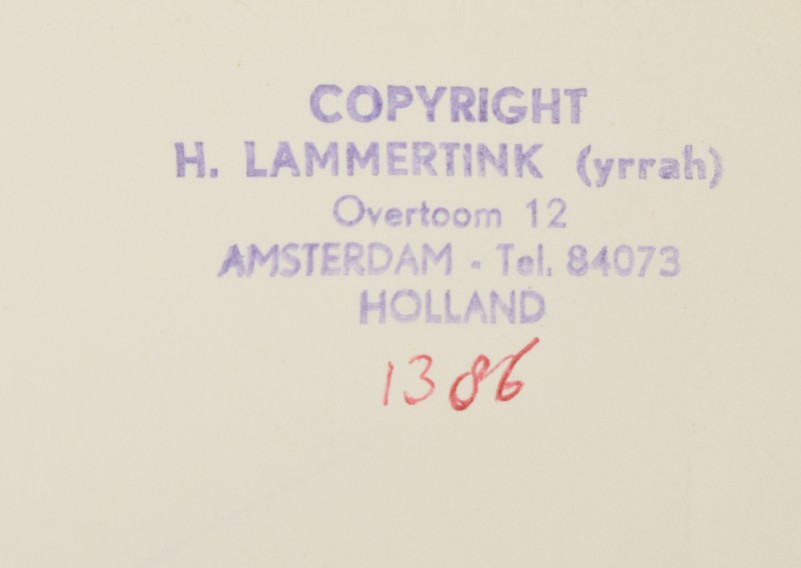 COPYRIGHT
H. LAMMERTINK (yrrah)
Overtoom 12
AMSTERDAM - Tel. 84073
HOLLAND
1386